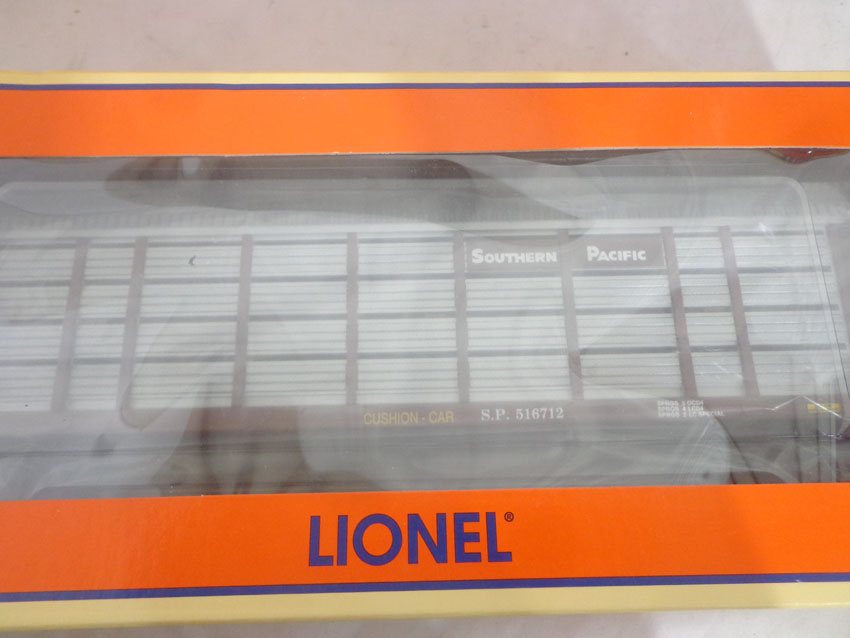 SOUTHERN PACIFIC
CUSHION - CAR S.P. 516712
LIONEL®